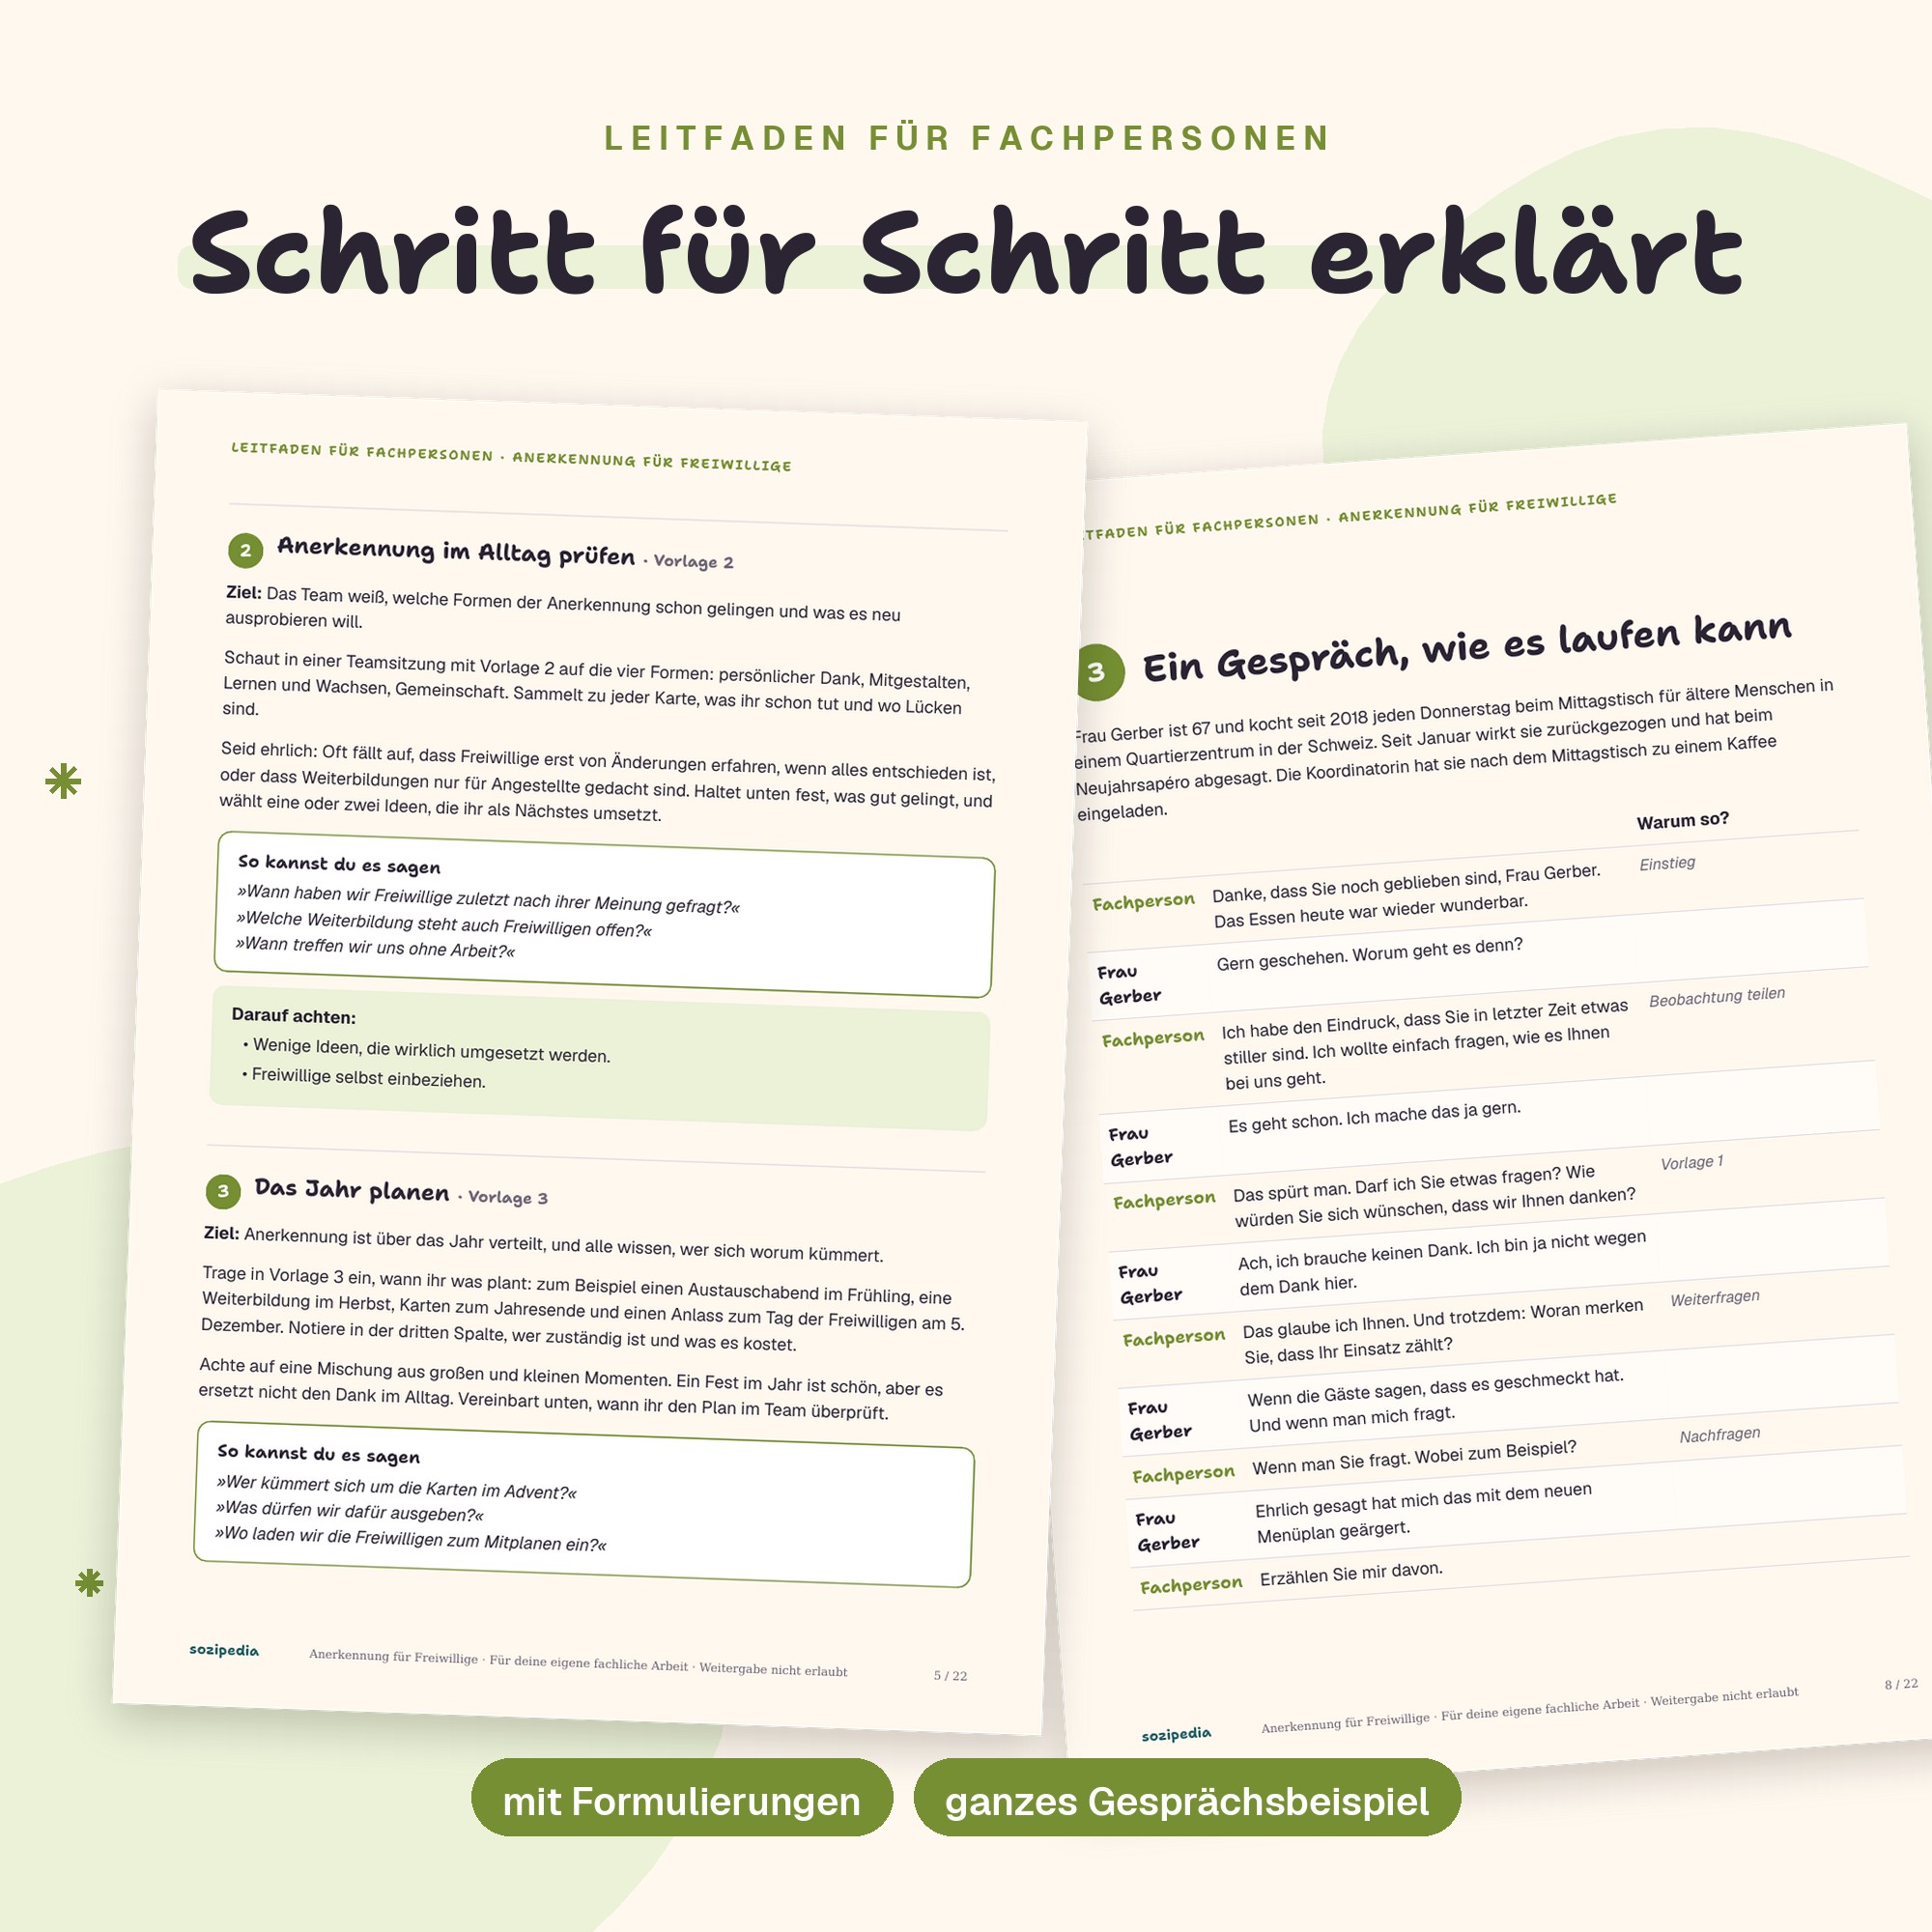 LEITFADEN FÜR FACHPERSONEN
Schritt für Schritt erklärt
LEITFADEN FÜR FACHPERSONEN · ANERKENNUNG FÜR FREIWILLIGE
2 Anerkennung im Alltag prüfen · Vorlage 2
Ziel: Das Team weiß, welche Formen der Anerkennung schon gelingen und was es neu
ausprobieren will.
Schaut in einer Teamsitzung mit Vorlage 2 auf die vier Formen: persönlicher Dank, Mitgestalten,
Lernen und Wachsen, Gemeinschaft. Sammelt zu jeder Karte, was ihr schon tut und wo Lücken
sind.
Seid ehrlich: Oft fällt auf, dass Freiwillige erst von Änderungen erfahren, wenn alles entschieden ist,
oder dass Weiterbildungen nur für Angestellte gedacht sind. Haltet unten fest, was gut gelingt, und
wählt eine oder zwei Ideen, die ihr als Nächstes umsetzt.
So kannst du es sagen
»Wann haben wir Freiwillige zuletzt nach ihrer Meinung gefragt?«
»Welche Weiterbildung steht auch Freiwilligen offen?«
»Wann treffen wir uns ohne Arbeit?«
Darauf achten:
• Wenige Ideen, die wirklich umgesetzt werden.
• Freiwillige selbst einbeziehen.
3 Das Jahr planen · Vorlage 3
Ziel: Anerkennung ist über das Jahr verteilt, und alle wissen, wer sich worum kümmert.
Trage in Vorlage 3 ein, wann ihr was plant: zum Beispiel einen Austauschabend im Frühling, eine
Weiterbildung im Herbst, Karten zum Jahresende und einen Anlass zum Tag der Freiwilligen am 5.
Dezember. Notiere in der dritten Spalte, wer zuständig ist und was es kostet.
Achte auf eine Mischung aus großen und kleinen Momenten. Ein Fest im Jahr ist schön, aber es
ersetzt nicht den Dank im Alltag. Vereinbart unten, wann ihr den Plan im Team überprüft.
So kannst du es sagen
»Wer kümmert sich um die Karten im Advent?«
»Was dürfen wir dafür ausgeben?«
»Wo laden wir die Freiwilligen zum Mitplanen ein?«
sozipedia Anerkennung für Freiwillige · Für deine eigene fachliche Arbeit · Weitergabe nicht erlaubt 5 / 22
TFADEN FÜR FACHPERSONEN · ANERKENNUNG FÜR FREIWILLIGE
3 Ein Gespräch, wie es laufen kann
Frau Gerber ist 67 und kocht seit 2018 jeden Donnerstag beim Mittagstisch für ältere Menschen in
einem Quartierzentrum in der Schweiz. Seit Januar wirkt sie zurückgezogen und hat beim
Neujahrsapéro abgesagt. Die Koordinatorin hat sie nach dem Mittagstisch zu einem Kaffee
eingeladen.
Warum so?
Fachperson Danke, dass Sie noch geblieben sind, Frau Gerber. Einstieg
Das Essen heute war wieder wunderbar.
Frau Gern geschehen. Worum geht es denn?
Gerber
Fachperson Ich habe den Eindruck, dass Sie in letzter Zeit etwas Beobachtung teilen
stiller sind. Ich wollte einfach fragen, wie es Ihnen
bei uns geht.
Frau Es geht schon. Ich mache das ja gern.
Gerber
Fachperson Das spürt man. Darf ich Sie etwas fragen? Wie Vorlage 1
würden Sie sich wünschen, dass wir Ihnen danken?
Frau Ach, ich brauche keinen Dank. Ich bin ja nicht wegen
Gerber dem Dank hier.
Fachperson Das glaube ich Ihnen. Und trotzdem: Woran merken Weiterfragen
Sie, dass Ihr Einsatz zählt?
Frau Wenn die Gäste sagen, dass es geschmeckt hat.
Gerber Und wenn man mich fragt.
Fachperson Wenn man Sie fragt. Wobei zum Beispiel? Nachfragen
Frau Ehrlich gesagt hat mich das mit dem neuen
Gerber Menüplan geärgert.
Fachperson Erzählen Sie mir davon.
sozipedia Anerkennung für Freiwillige · Für deine eigene fachliche Arbeit · Weitergabe nicht erlaubt 8 / 22
mit Formulierungen
ganzes Gesprächsbeispiel